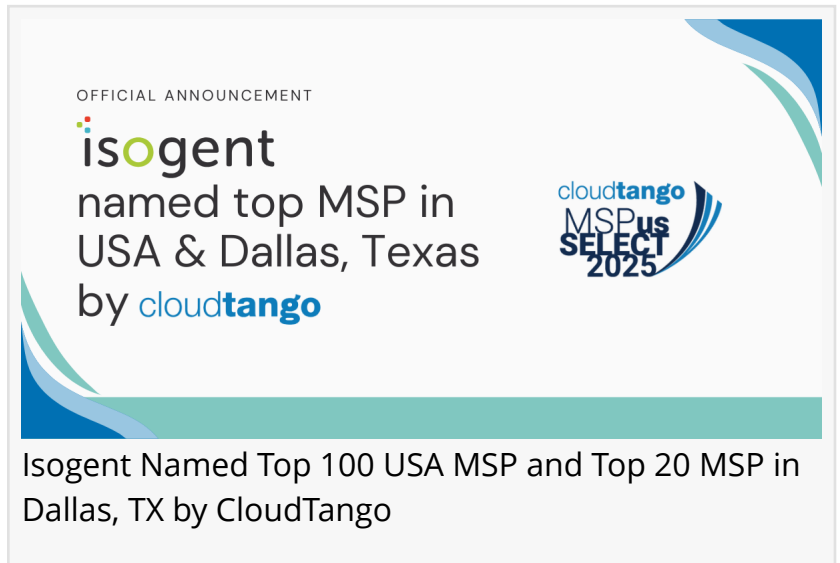 OFFICIAL ANNOUNCEMENT
isogent
named top MSP in
USA & Dallas, Texas
by cloudtango
cloudtango
MSPus
SELECT
2025
Isogent Named Top 100 USA MSP and Top 20 MSP in
Dallas, TX by CloudTango